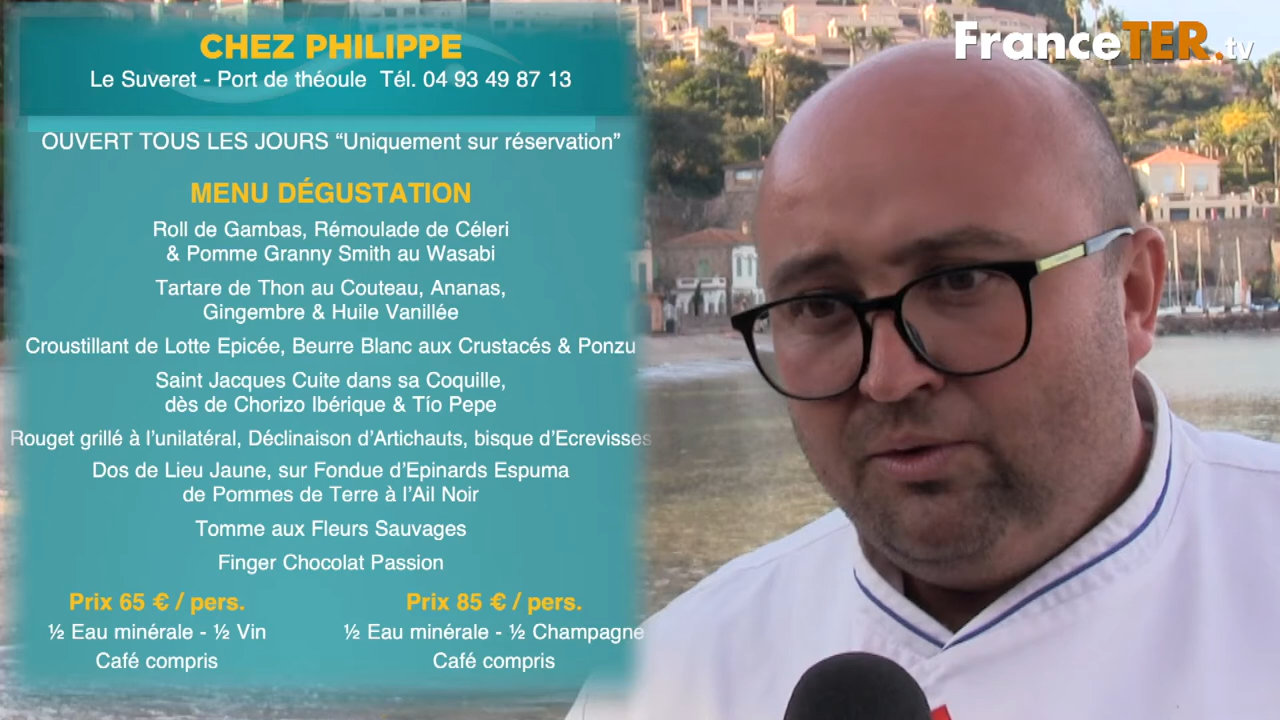 FranceTER.tv
CHEZ PHILIPPE
Le Suveret - Port de théoule Tél. 04 93 49 87 13
OUVERT TOUS LES JOURS “Uniquement sur réservation”
MENU DÉGUSTATION
Roll de Gambas, Rémoulade de Céleri
& Pomme Granny Smith au Wasabi
Tartare de Thon au Couteau, Ananas,
Gingembre & Huile Vanillée
Croustillant de Lotte Epicée, Beurre Blanc aux Crustacés & Ponzu
Saint Jacques Cuite dans sa Coquille,
dès de Chorizo Ibérique & Tío Pepe
Rouget grillé à l’unilatéral, Déclinaison d’Artichauts, bisque d’Ecrevisses
Dos de Lieu Jaune, sur Fondue d’Epinards Espuma
de Pommes de Terre à l’Ail Noir
Tomme aux Fleurs Sauvages
Finger Chocolat Passion
Prix 65 € / pers.
½ Eau minérale - ½ Vin
Café compris
Prix 85 € / pers.
½ Eau minérale - ½ Champagne
Café compris